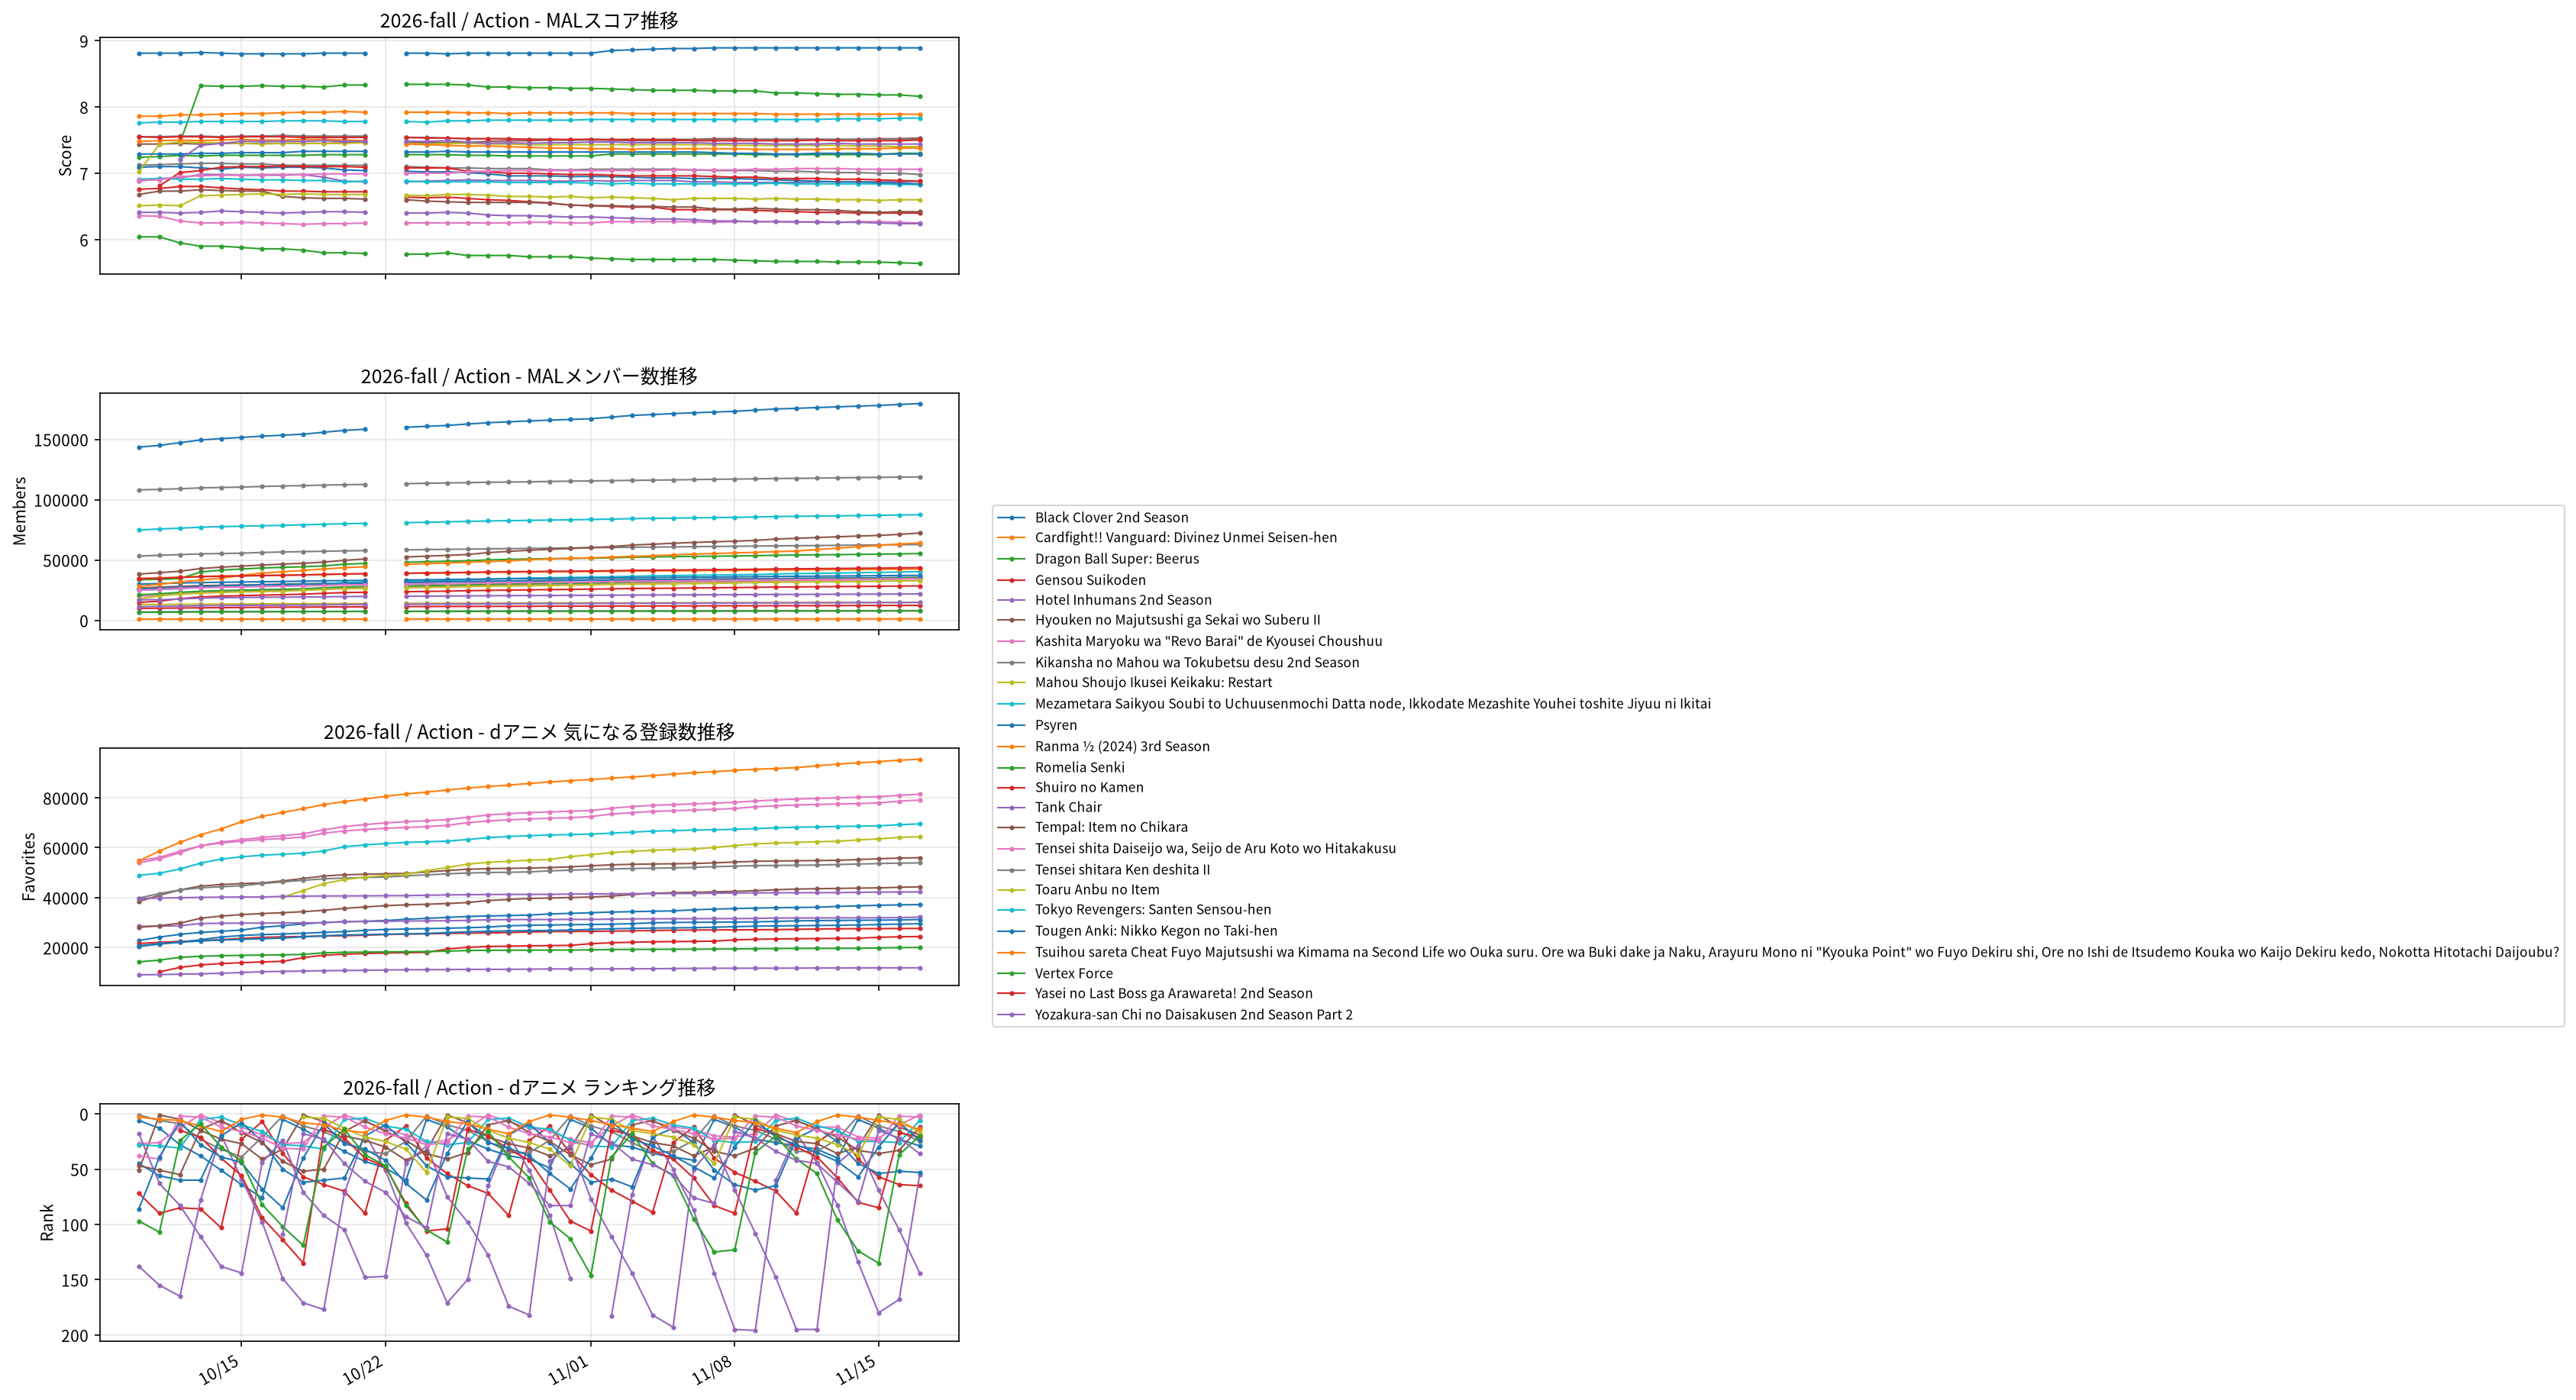 2026-fall / Action - MALスコア推移
9
8
7
6
Score
2026-fall / Action - MALメンバー数推移
150000
100000
50000
0
Members
2026-fall / Action - dアニメ 気になる登録数推移
80000
60000
40000
20000
Favorites
2026-fall / Action - dアニメ ランキング推移
0
50
100
150
200
Rank
10/15
10/22
11/01
11/08
11/15
Black Clover 2nd Season
Cardfight!! Vanguard: Divinez Unmei Seisen-hen
Dragon Ball Super: Beerus
Gensou Suikoden
Hotel Inhumans 2nd Season
Hyouken no Majutsushi ga Sekai wo Suberu II
Kashita Maryoku wa "Revo Barai" de Kyousei Choushuu
Kikansha no Mahou wa Tokubetsu desu 2nd Season
Mahou Shoujo Ikusei Keikaku: Restart
Mezametara Saikyou Soubi to Uchuusenmochi Datta node, Ikkodate Mezashite Youhei toshite Jiyuu ni Ikitai
Psyren
Ranma ½ (2024) 3rd Season
Romelia Senki
Shuiro no Kamen
Tank Chair
Tempal: Item no Chikara
Tensei shita Daiseijo wa, Seijo de Aru Koto wo Hitakakusu
Tensei shitara Ken deshita II
Toaru Anbu no Item
Tokyo Revengers: Santen Sensou-hen
Tougen Anki: Nikko Kegon no Taki-hen
Tsuihou sareta Cheat Fuyo Majutsushi wa Kimama na Second Life wo Ouka suru. Ore wa Buki dake ja Naku, Arayuru Mono ni "Kyouka Point" wo Fuyo Dekiru shi, Ore no Ishi de Itsudemo Kouka wo Kaijo Dekiru kedo, Nokotta Hitotachi Daijoubu?
Vertex Force
Yasei no Last Boss ga Arawareta! 2nd Season
Yozakura-san Chi no Daisakusen 2nd Season Part 2